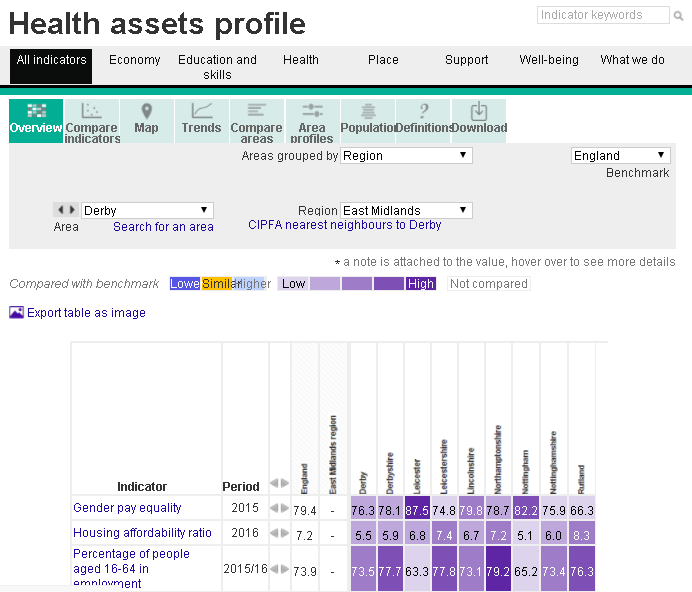 Health assets profile
Indicator keywords
All indicators Economy Education and skills Health Place Support Well-being What we do
Overview Compare indicators Map Trends Compare areas Area profiles Population Definitions Download
Areas grouped by Region England
Benchmark
Derby Region East Midlands
Area Search for an area CIPFA nearest neighbours to Derby
* a note is attached to the value, hover over to see more details
Compared with benchmark Lowe Similar Higher Low High Not compared
Export table as image
Indicator Period England East Midlands region Derby Derbyshire Leicester Leicestershire Lincolnshire Northamptonshire Nottingham Nottinghamshire Rutland
Gender pay equality 2015 79.4 - 76.3 78.1 87.5 74.8 79.8 78.7 82.2 75.9 66.3
Housing affordability ratio 2016 7.2 - 5.5 5.9 6.8 7.4 6.7 7.2 5.1 6.0 8.3
Percentage of people
aged 16-64 in 2015/16 73.9 - 73.5 77.7 63.3 77.8 73.1 79.2 65.2 73.4 76.3
employment